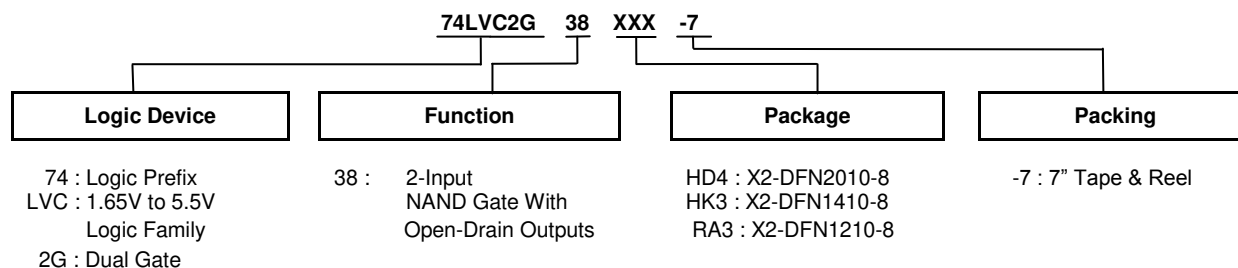 74LVC2G 38 XXX -7
Logic Device Function Package Packing
74 : Logic Prefix 38 : 2-Input HD4 : X2-DFN2010-8 -7 : 7” Tape & Reel
LVC : 1.65V to 5.5V NAND Gate With HK3 : X2-DFN1410-8
Logic Family Open-Drain Outputs RA3 : X2-DFN1210-8
2G : Dual Gate